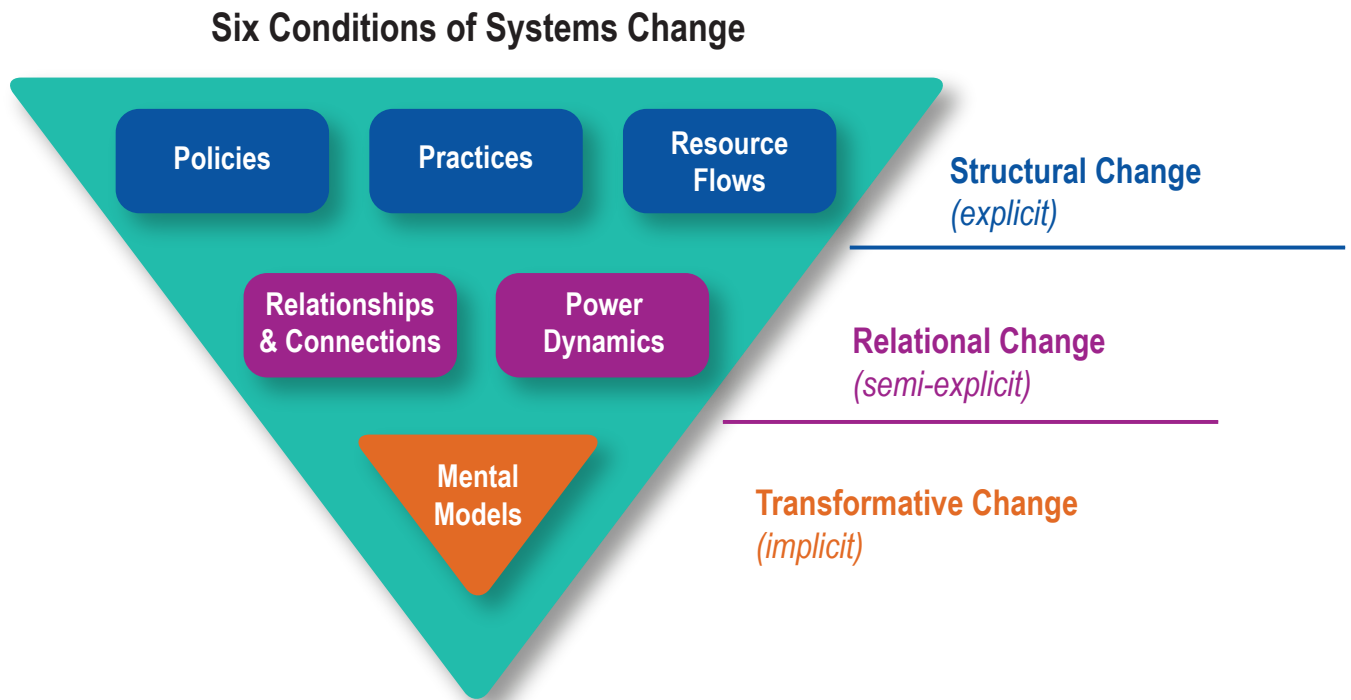 Six Conditions of Systems Change
Policies
Practices
Resource
Flows
Structural Change
(explicit)
Relationships
& Connections
Power
Dynamics
Relational Change
(semi-explicit)
Mental
Models
Transformative Change
(implicit)